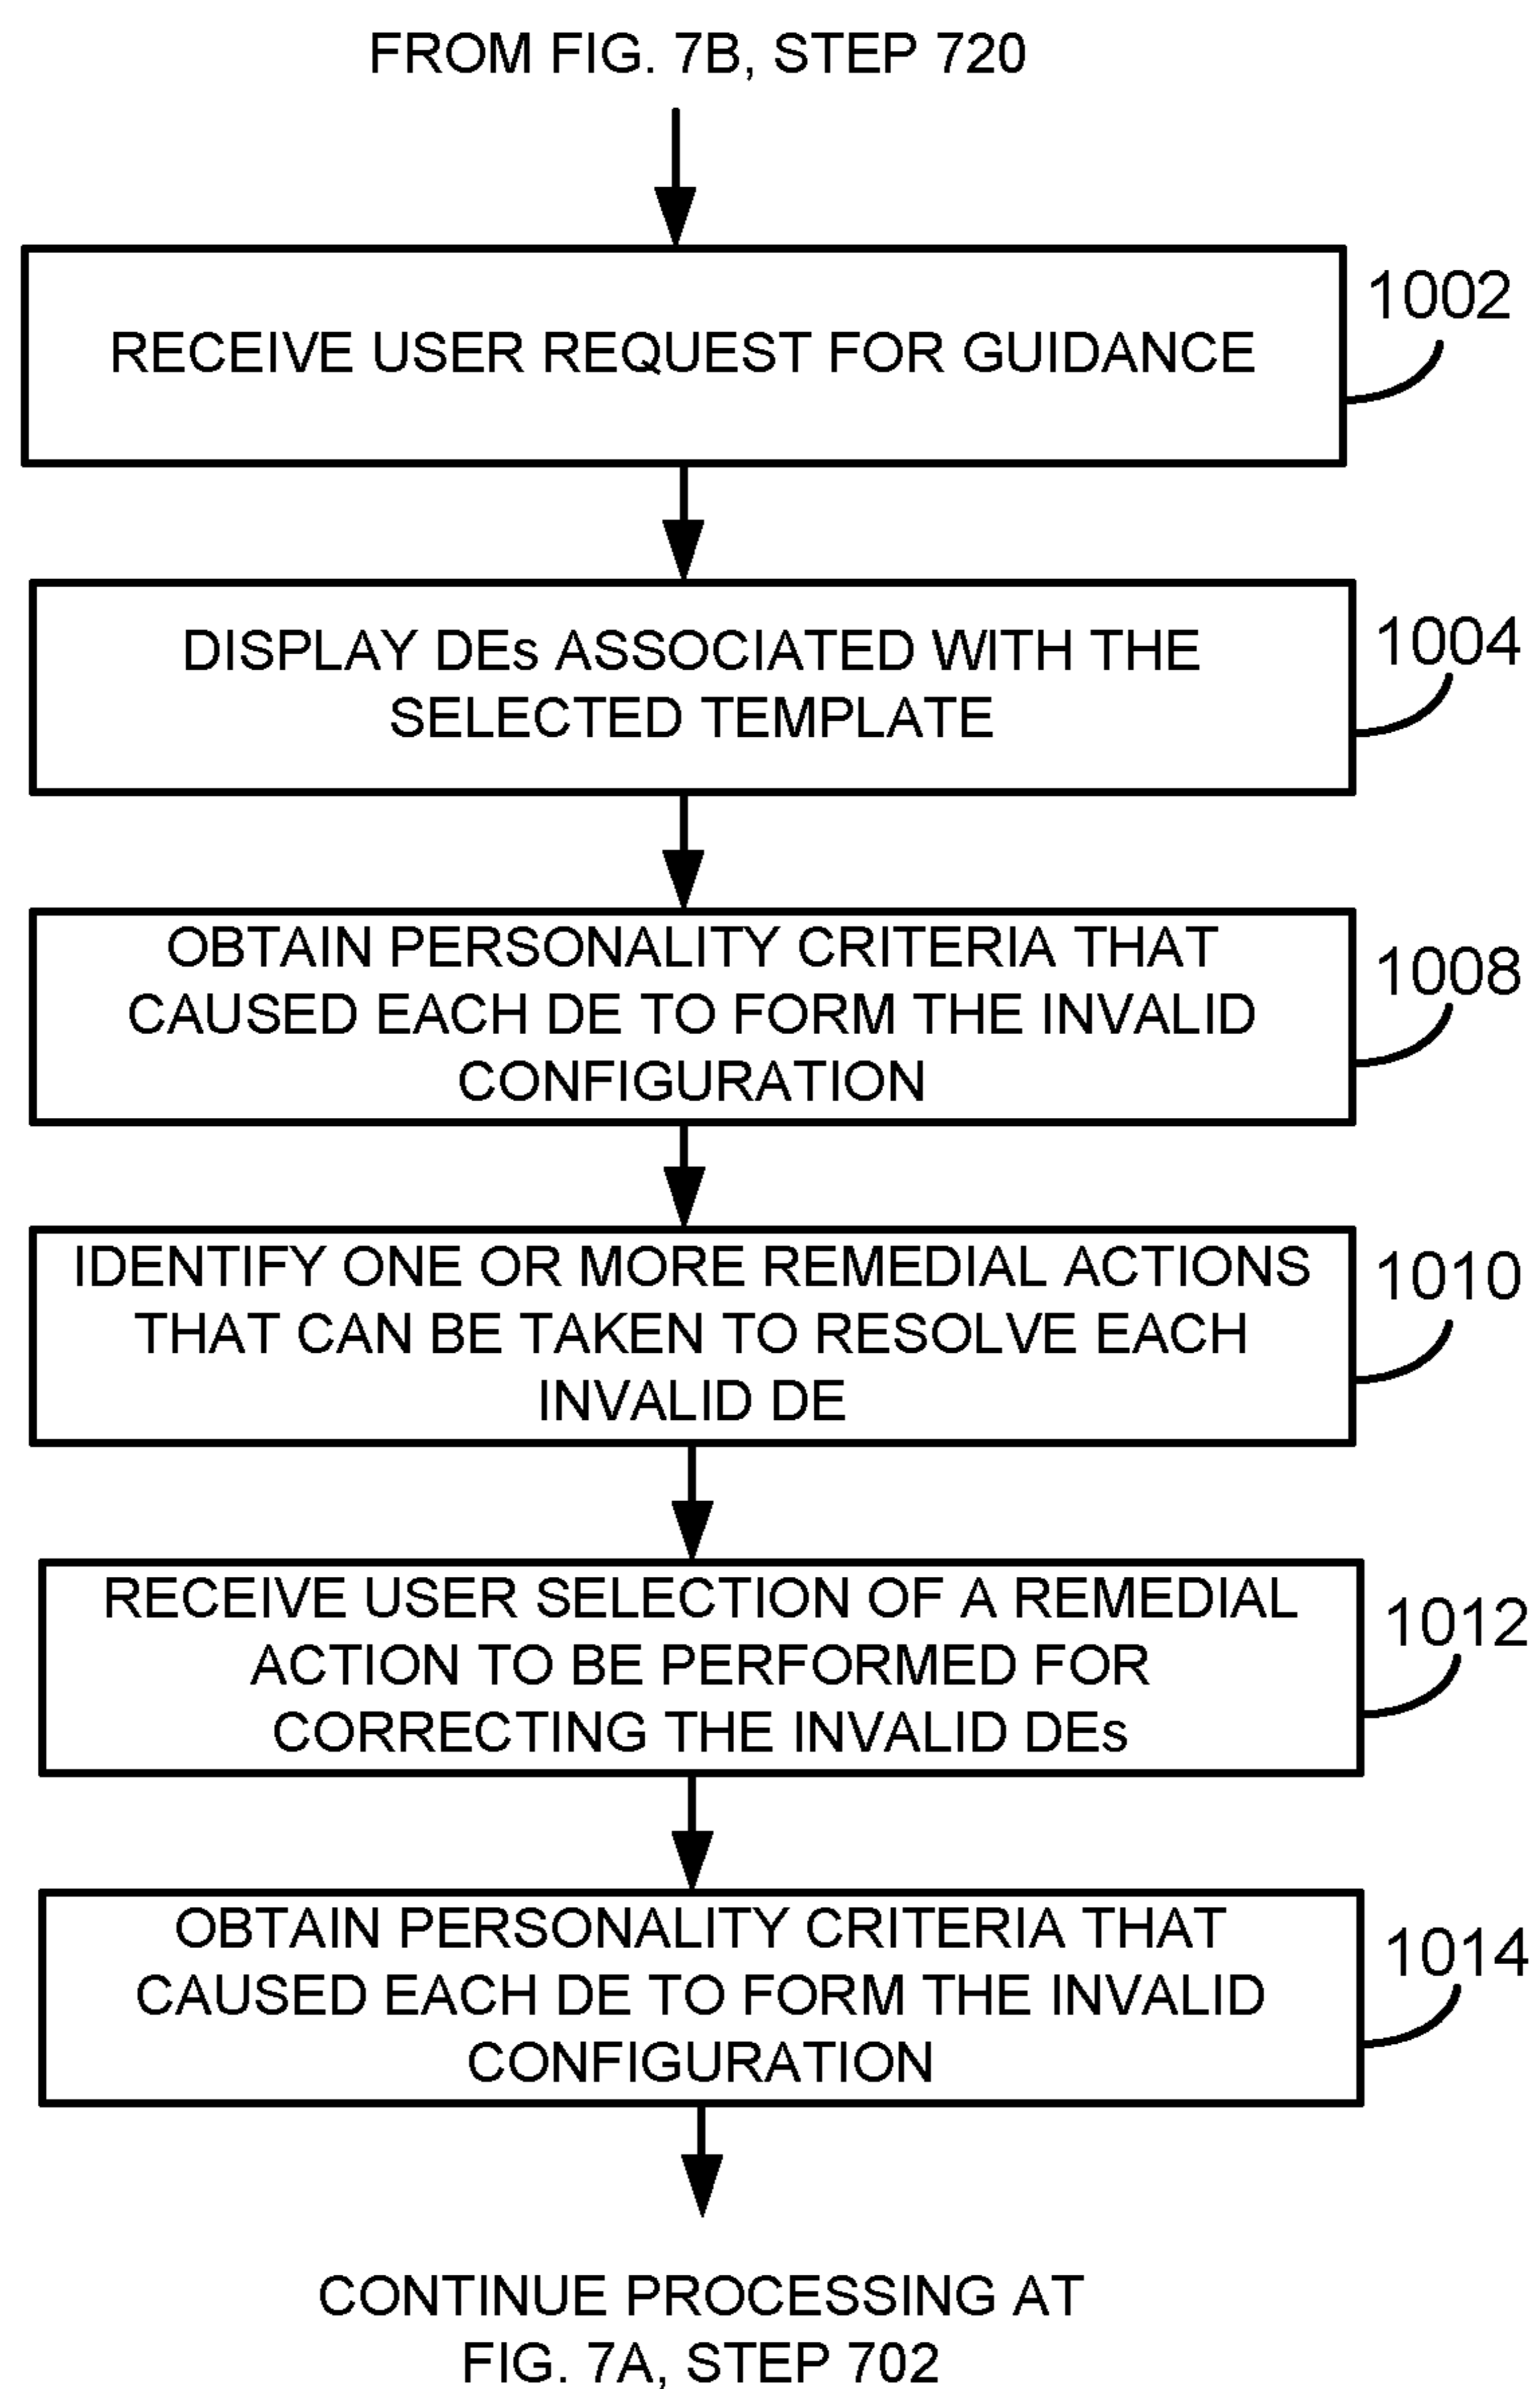 FROM FIG. 7B, STEP 720
1002
RECEIVE USER REQUEST FOR GUIDANCE
1004
DISPLAY DEs ASSOCIATED WITH THE
SELECTED TEMPLATE
1008
OBTAIN PERSONALITY CRITERIA THAT
CAUSED EACH DE TO FORM THE INVALID
CONFIGURATION
1010
IDENTIFY ONE OR MORE REMEDIAL ACTIONS
THAT CAN BE TAKEN TO RESOLVE EACH
INVALID DE
1012
RECEIVE USER SELECTION OF A REMEDIAL
ACTION TO BE PERFORMED FOR
CORRECTING THE INVALID DEs
1014
OBTAIN PERSONALITY CRITERIA THAT
CAUSED EACH DE TO FORM THE INVALID
CONFIGURATION
CONTINUE PROCESSING AT
FIG. 7A, STEP 702